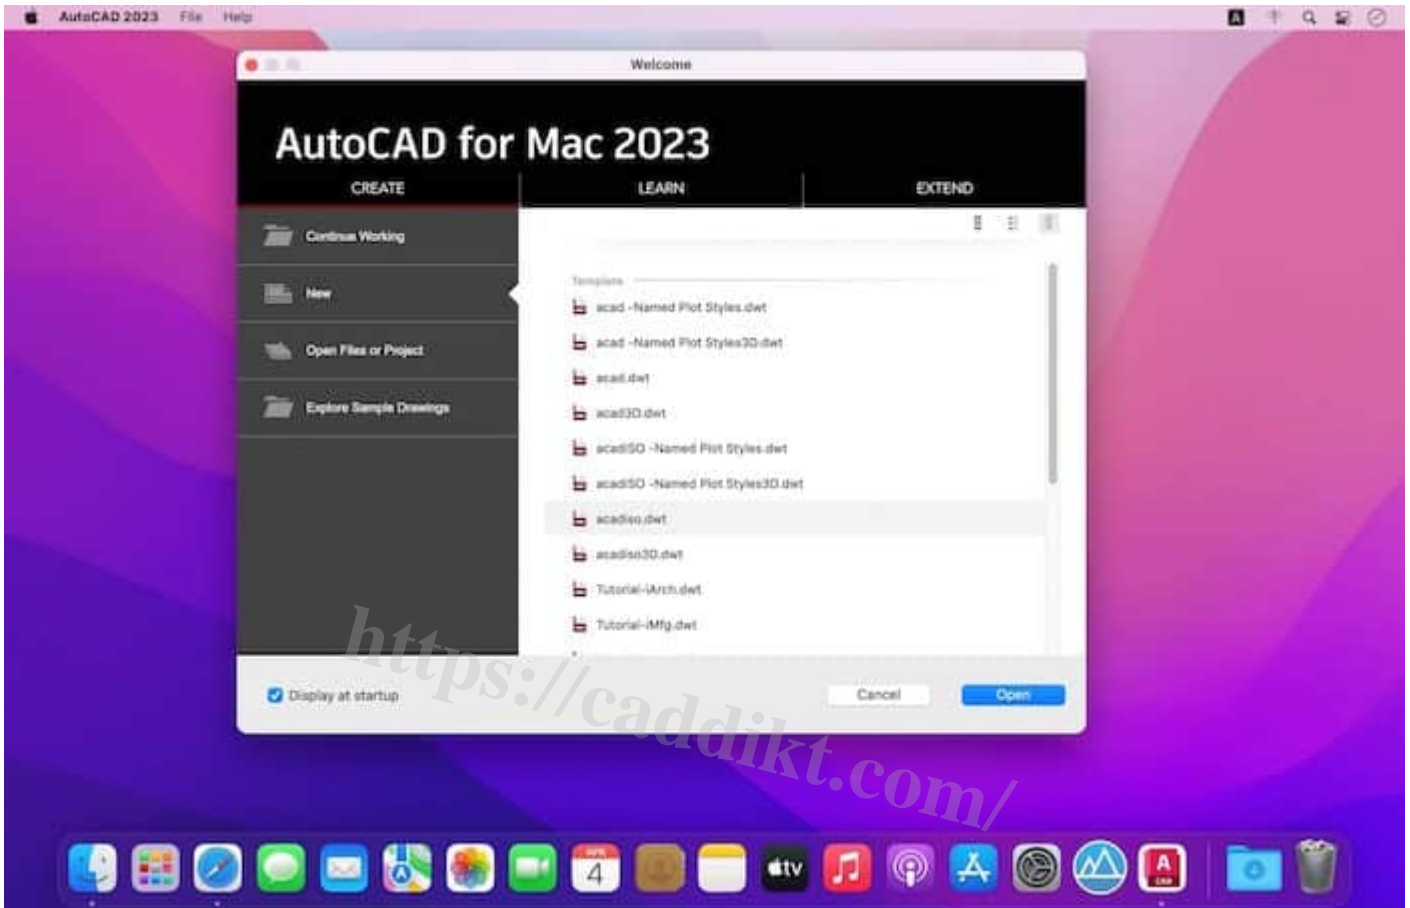 AutoCAD 2023 File Help
A
Welcome
AutoCAD for Mac 2023
CREATE LEARN EXTEND
Continue Working
New
Open Files or Project
Explore Sample Drawings
Template
acad -Named Plot Styles.dwt
acad -Named Plot Styles3D.dwt
acad.dwt
acad3D.dwt
acadISO -Named Plot Styles.dwt
acadISO -Named Plot Styles3D.dwt
acadiso.dwt
acadiso3D.dwt
Tutorial-iArch.dwt
Tutorial-iMfg.dwt
Display at startup
Cancel Open
https://caddikt.com/
4
tv
A
CAD